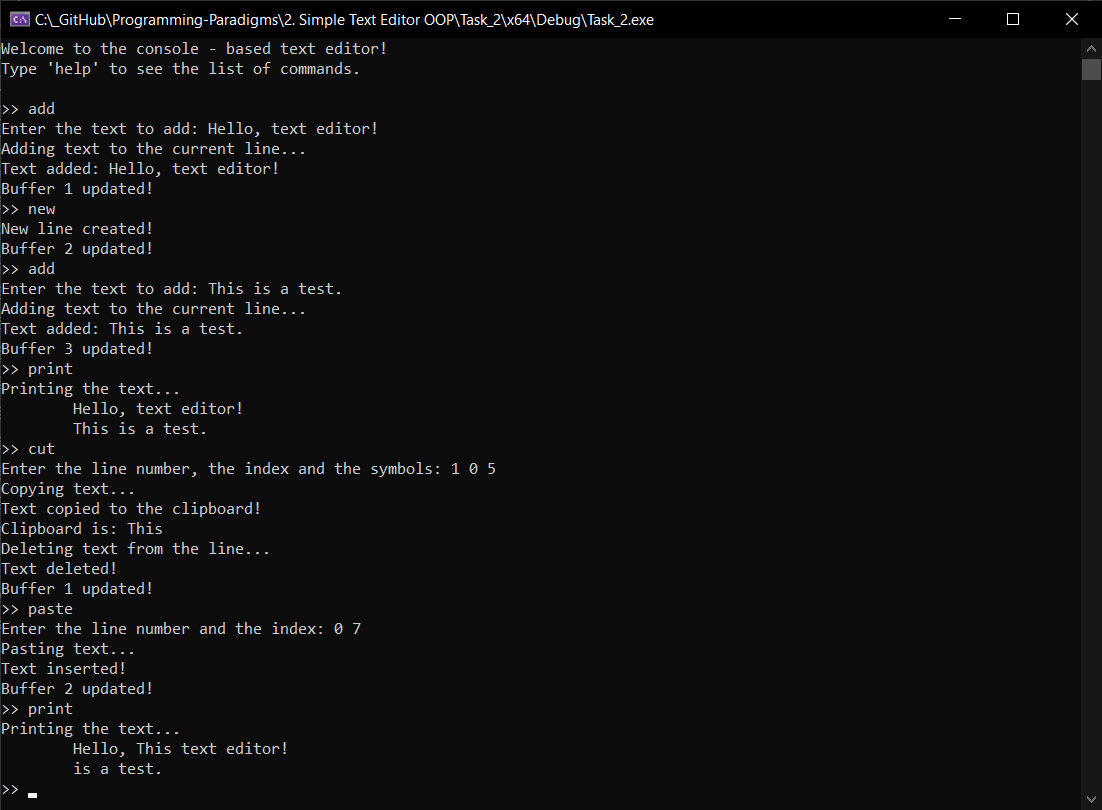 C:\_GitHub\Programming-Paradigms\2. Simple Text Editor OOP\Task_2\x64\Debug\Task_2.exe
Welcome to the console - based text editor!
Type 'help' to see the list of commands.

>> add
Enter the text to add: Hello, text editor!
Adding text to the current line...
Text added: Hello, text editor!
Buffer 1 updated!
>> new
New line created!
Buffer 2 updated!
>> add
Enter the text to add: This is a test.
Adding text to the current line...
Text added: This is a test.
Buffer 3 updated!
>> print
Printing the text...
        Hello, text editor!
        This is a test.
>> cut
Enter the line number, the index and the symbols: 1 0 5
Copying text...
Text copied to the clipboard!
Clipboard is: This
Deleting text from the line...
Text deleted!
Buffer 1 updated!
>> paste
Enter the line number and the index: 0 7
Pasting text...
Text inserted!
Buffer 2 updated!
>> print
Printing the text...
        Hello, This text editor!
        is a test.
>>